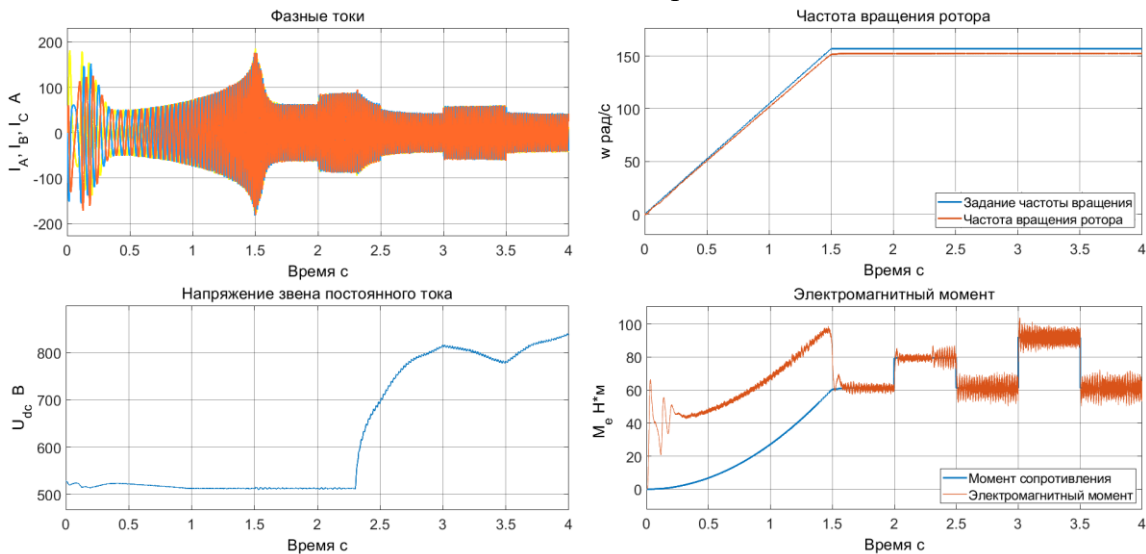 Фазные токи
200
100
0
-100
-200
I_A, I_B, I_C А
0 0.5 1 1.5 2 2.5 3 3.5 4
Время с
Частота вращения ротора
150
100
50
0
w рад/с
Задание частоты вращения
Частота вращения ротора
0 0.5 1 1.5 2 2.5 3 3.5 4
Время с
Напряжение звена постоянного тока
800
700
600
500
U_dc В
0 0.5 1 1.5 2 2.5 3 3.5 4
Время с
Электромагнитный момент
100
80
60
40
20
0
M_e Н*м
Момент сопротивления
Электромагнитный момент
0 0.5 1 1.5 2 2.5 3 3.5 4
Время с